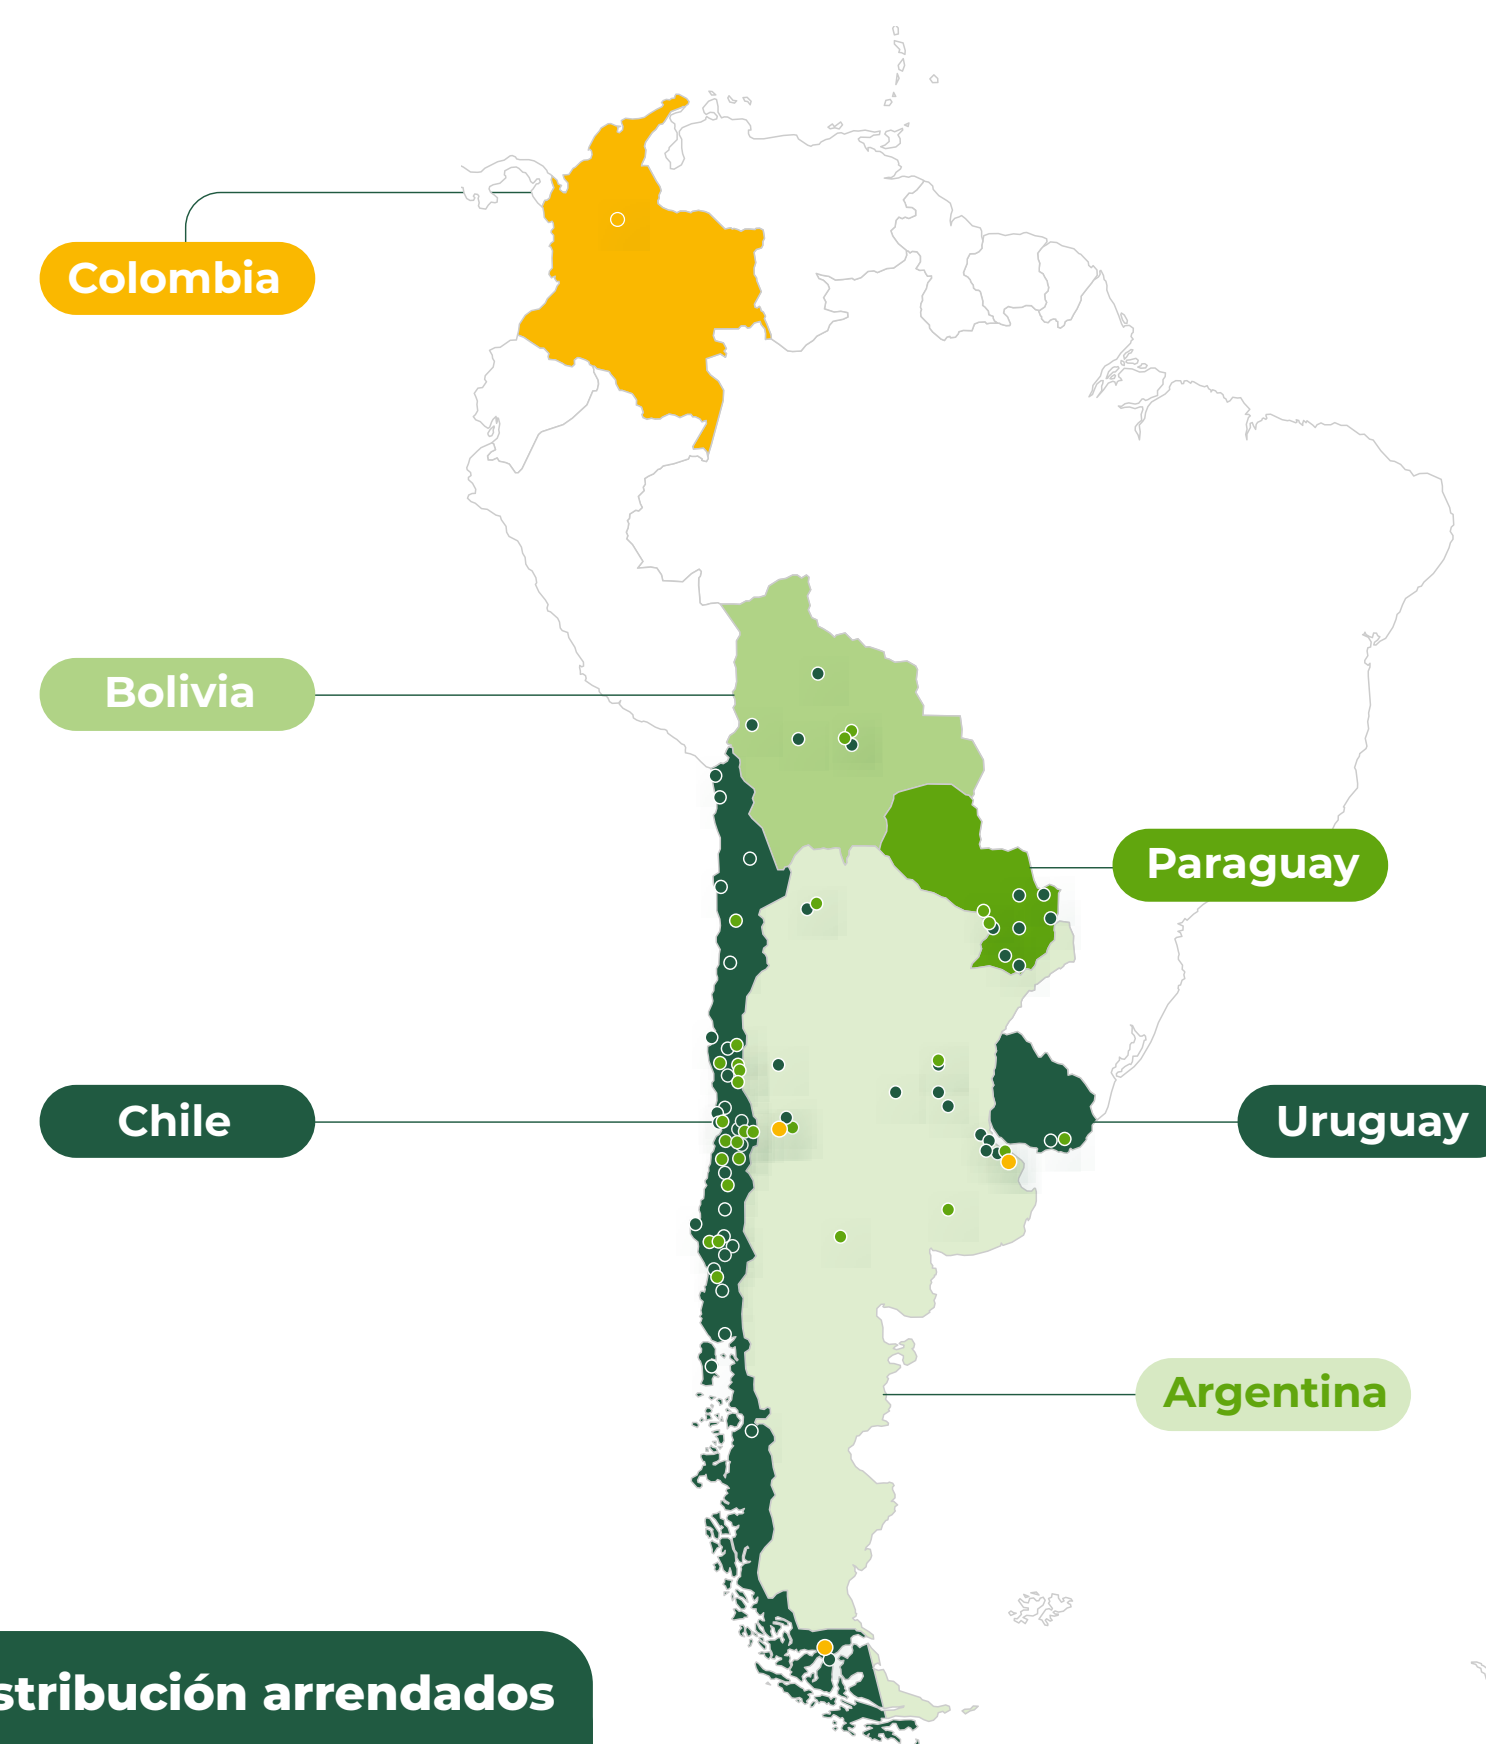 Colombia
Bolivia
Paraguay
Chile
Uruguay
Argentina
stribución arrendados